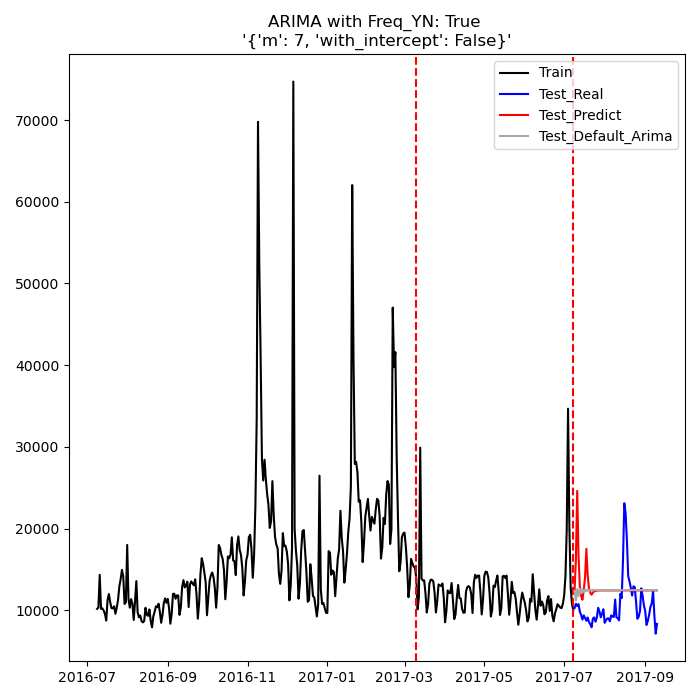 ARIMA with Freq_YN: True
'{'m': 7, 'with_intercept': False}'
Train
Test_Real
Test_Predict
Test_Default_Arima
70000
60000
50000
40000
30000
20000
10000
2016-07 2016-09 2016-11 2017-01 2017-03 2017-05 2017-07 2017-09